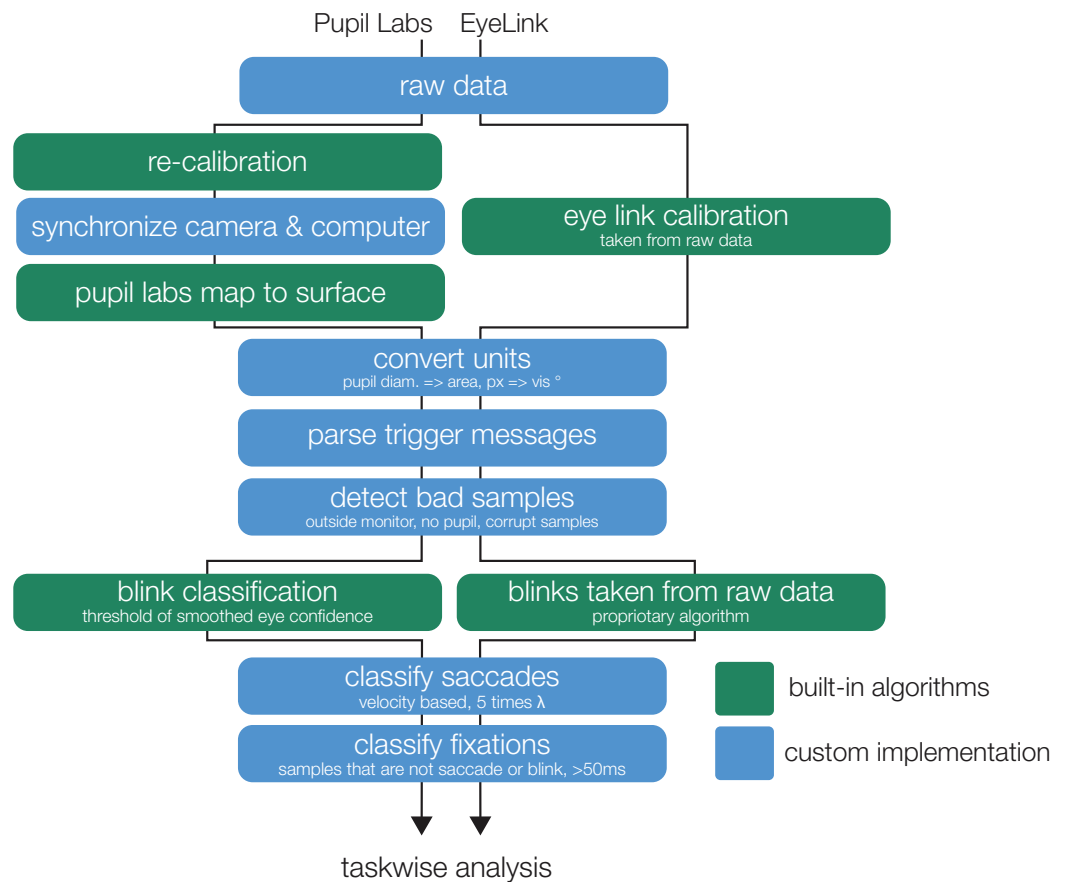 Pupil Labs EyeLink
raw data
re-calibration
synchronize camera & computer
eye link calibration
taken from raw data
pupil labs map to surface
convert units
pupil diam. => area, px => vis °
parse trigger messages
detect bad samples
outside monitor, no pupil, corrupt samples
blink classification
threshold of smoothed eye confidence
blinks taken from raw data
propriotary algorithm
classify saccades
velocity based, 5 times λ
classify fixations
samples that are not saccade or blink, >50ms
built-in algorithms
custom implementation
taskwise analysis